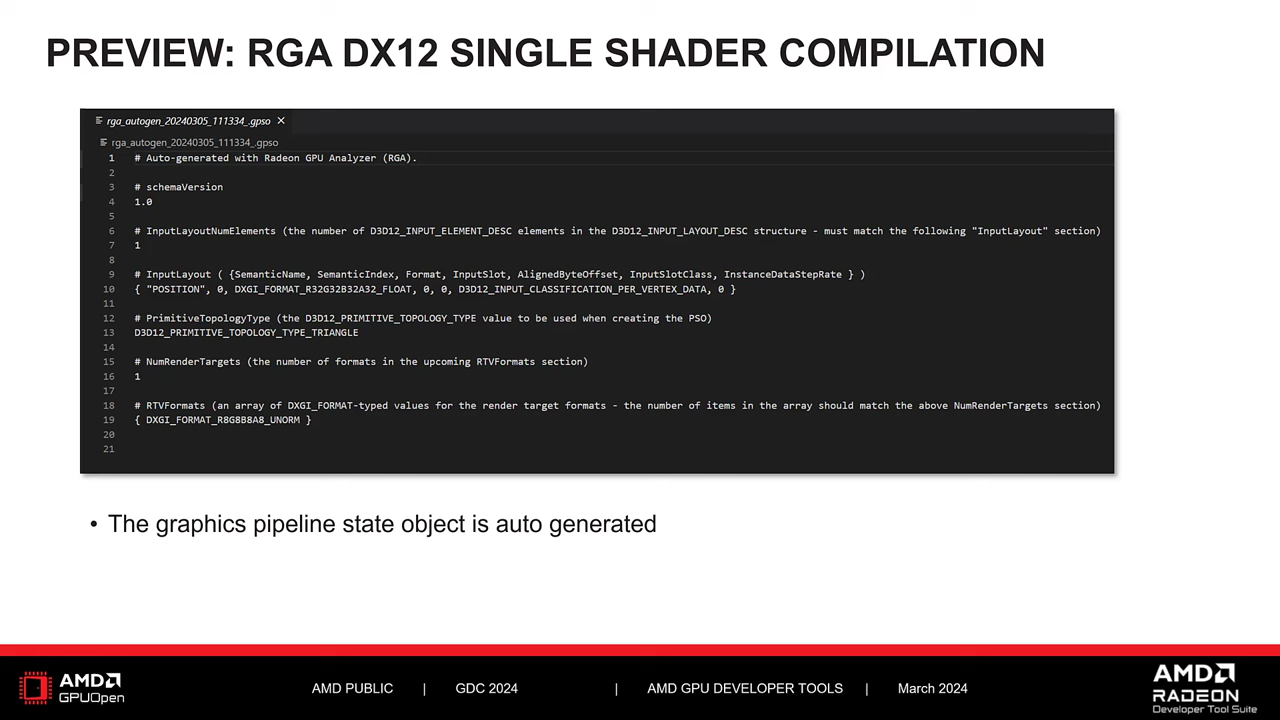 PREVIEW: RGA DX12 SINGLE SHADER COMPILATION
rga_autogen_20240305_111334_.gpso ×
rga_autogen_20240305_111334_.gpso
1 # Auto-generated with Radeon GPU Analyzer (RGA).
2
3 # schemaVersion
4 1.0
5
6 # InputLayoutNumElements (the number of D3D12_INPUT_ELEMENT_DESC elements in the D3D12_INPUT_LAYOUT_DESC structure - must match the following "InputLayout" section)
7 1
8
9 # InputLayout ( {SemanticName, SemanticIndex, Format, InputSlot, AlignedByteOffset, InputSlotClass, InstanceDataStepRate } )
10 { "POSITION", 0, DXGI_FORMAT_R32G32B32A32_FLOAT, 0, 0, D3D12_INPUT_CLASSIFICATION_PER_VERTEX_DATA, 0 }
11
12 # PrimitiveTopologyType (the D3D12_PRIMITIVE_TOPOLOGY_TYPE value to be used when creating the PSO)
13 D3D12_PRIMITIVE_TOPOLOGY_TYPE_TRIANGLE
14
15 # NumRenderTargets (the number of formats in the upcoming RTVFormats section)
16 1
17
18 # RTVFormats (an array of DXGI_FORMAT-typed values for the render target formats - the number of items in the array should match the above NumRenderTargets section)
19 { DXGI_FORMAT_R8G8B8A8_UNORM }
20
21
• The graphics pipeline state object is auto generated
AMD
GPUOpen
AMD PUBLIC | GDC 2024 | AMD GPU DEVELOPER TOOLS | March 2024
AMD
RADEON
Developer Tool Suite